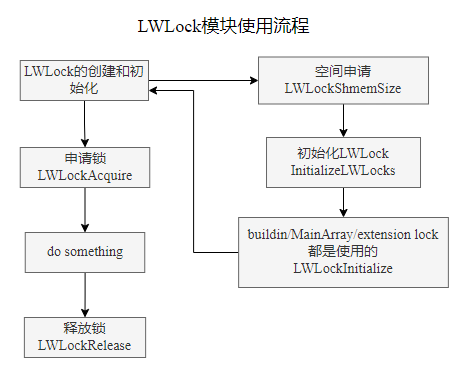 LWLock模块使用流程
LWLock的创建和初
始化
空间申请
LWLockShmemSize
申请锁
LWLockAcquire
初始化LWLock
InitializeLWLocks
do something
buildin/MainArray/extension lock
都是使用的
LWLockInitialize
释放锁
LWLockRelease